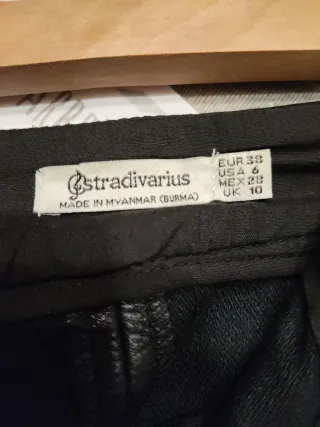 stradivarius
MADE IN MYANMAR (BURMA)
EUR 38
USA 6
MEX 28
UK 10